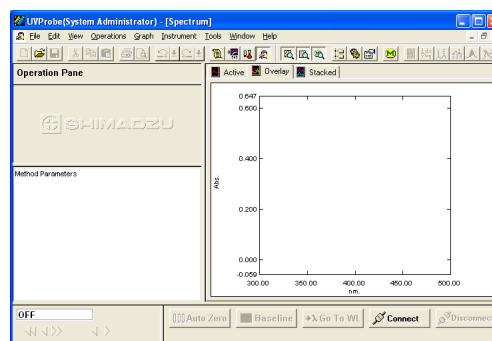 UVProbe(System Administrator) - [Spectrum]
File Edit View Operations Graph Instrument Tools Window Help
Operation Pane
Active Overlay Stacked
SHIMADZU
Method Parameters
Abs.
0.647
0.600
0.400
0.200
0.000
-0.059
300.00 350.00 400.00 450.00 500.00
nm.
OFF
Auto Zero Baseline Go To WL Connect Disconnect